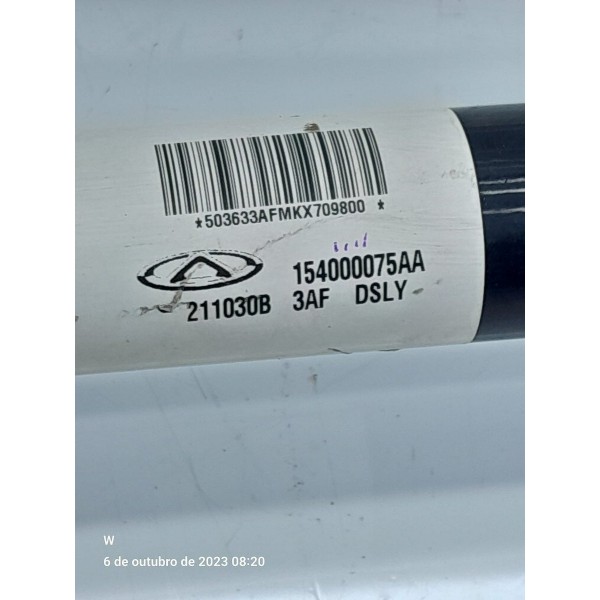 *503633AFMKX709800 *
154000075AA
211030B 3AF DSLY
W
6 de outubro de 2023 08:20